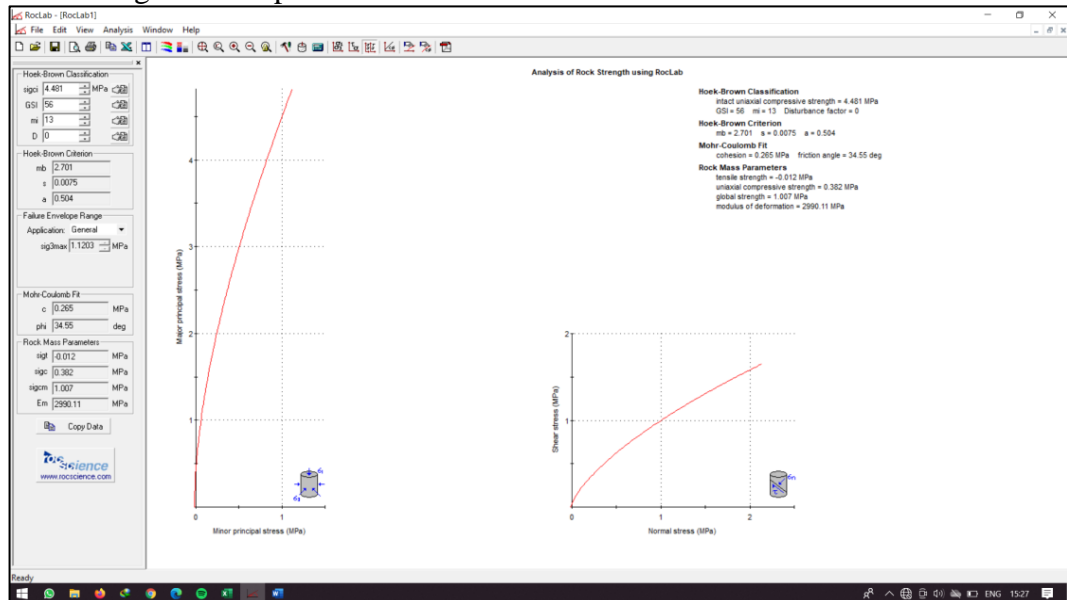 RocLab - [RocLab1]
File Edit View Analysis Window Help
Hoek-Brown Classification
sigci 4.481 MPa
GSI 56
mi 13
D 0
Hoek-Brown Criterion
mb 2.701
s 0.0075
a 0.504
Failure Envelope Range
Application: General
sig3max 1.1203 MPa
Mohr-Coulomb Fit
c 0.265 MPa
phi 34.55 deg
Rock Mass Parameters
sigt -0.012 MPa
sigc 0.382 MPa
sigcm 1.007 MPa
Em 2990.11 MPa
Copy Data
rocscience
www.rocscience.com
Analysis of Rock Strength using RocLab
Hoek-Brown Classification
intact uniaxial compressive strength = 4.481 MPa
GSI = 56 mi = 13 Disturbance factor = 0
Hoek-Brown Criterion
mb = 2.701 s = 0.0075 a = 0.504
Mohr-Coulomb Fit
cohesion = 0.265 MPa friction angle = 34.55 deg
Rock Mass Parameters
tensile strength = -0.012 MPa
uniaxial compressive strength = 0.382 MPa
global strength = 1.007 MPa
modulus of deformation = 2990.11 MPa
Major principal stress (MPa)
4
3
2
1
0 1
Minor principal stress (MPa)
Shear stress (MPa)
2
1
0 1 2
Normal stress (MPa)
Ready
ENG 15:27